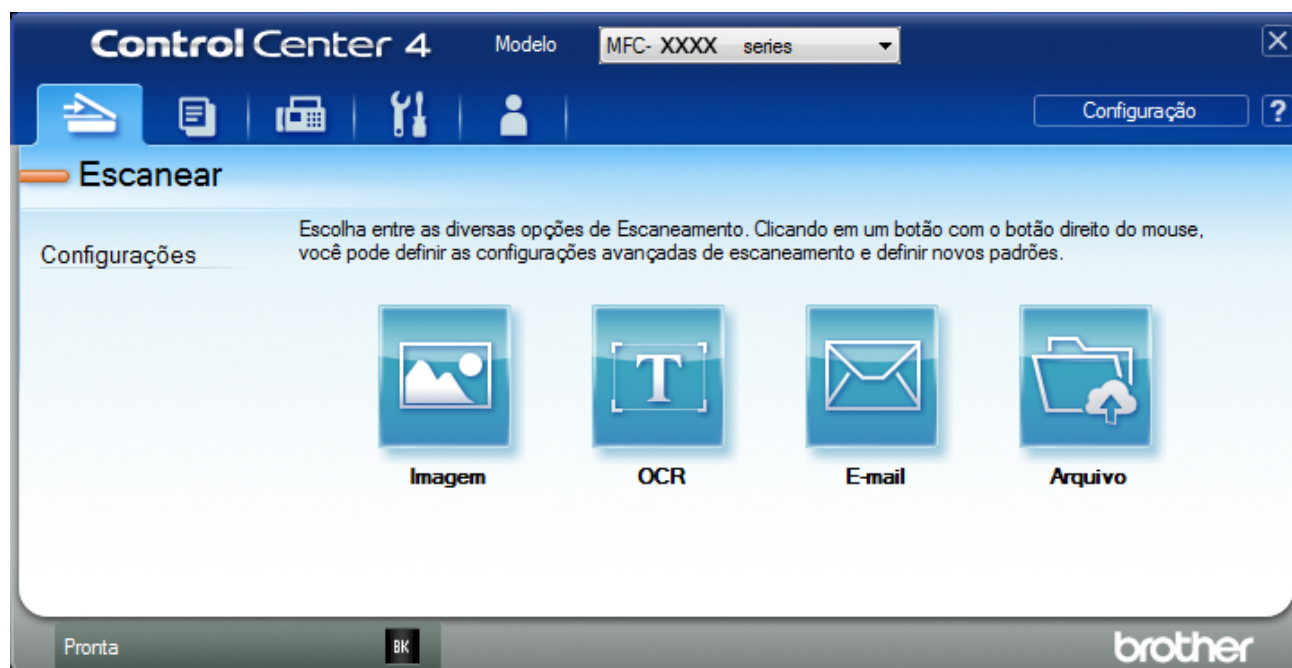 Control Center 4 Modelo MFC- XXXX series
Configuração ?
Escanear
Configurações
Escolha entre as diversas opções de Escaneamento. Clicando em um botão com o botão direito do mouse,
você pode definir as configurações avançadas de escaneamento e definir novos padrões.
T
Imagem OCR E-mail Arquivo
Pronta BK brother